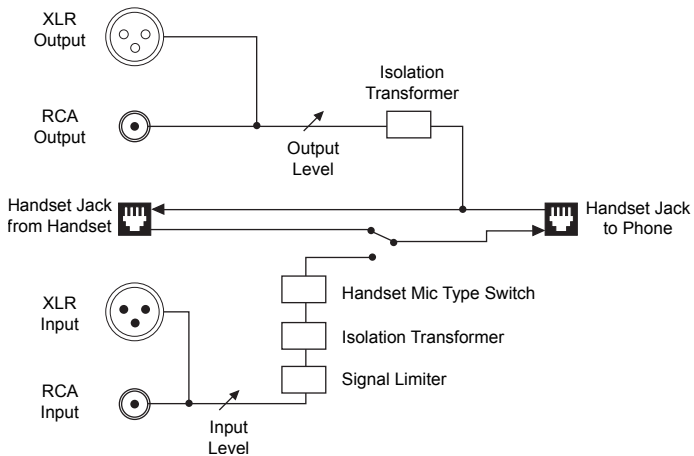 XLR
Output
Isolation
Transformer
RCA
Output
Output
Level
Handset Jack
from Handset
Handset Jack
to Phone
Handset Mic Type Switch
XLR
Input
Isolation Transformer
Signal Limiter
RCA
Input
Input
Level